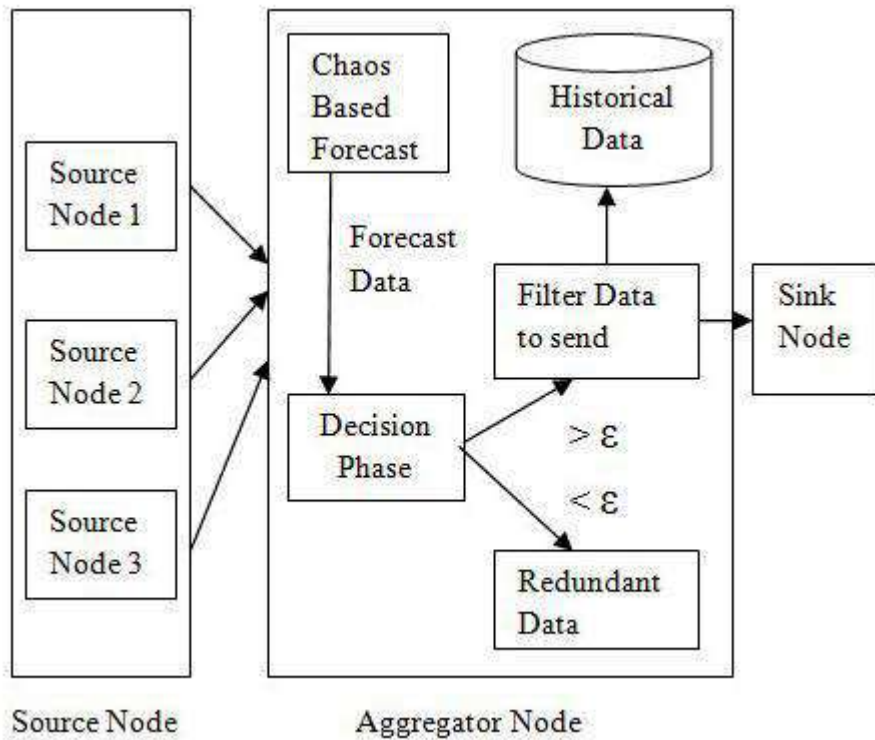 Source
Node 1
Source
Node 2
Source
Node 3
Source Node
Chaos
Based
Forecast
Forecast
Data
Decision
Phase
> ε
< ε
Historical
Data
Filter Data
to send
Redundant
Data
Aggregator Node
Sink
Node